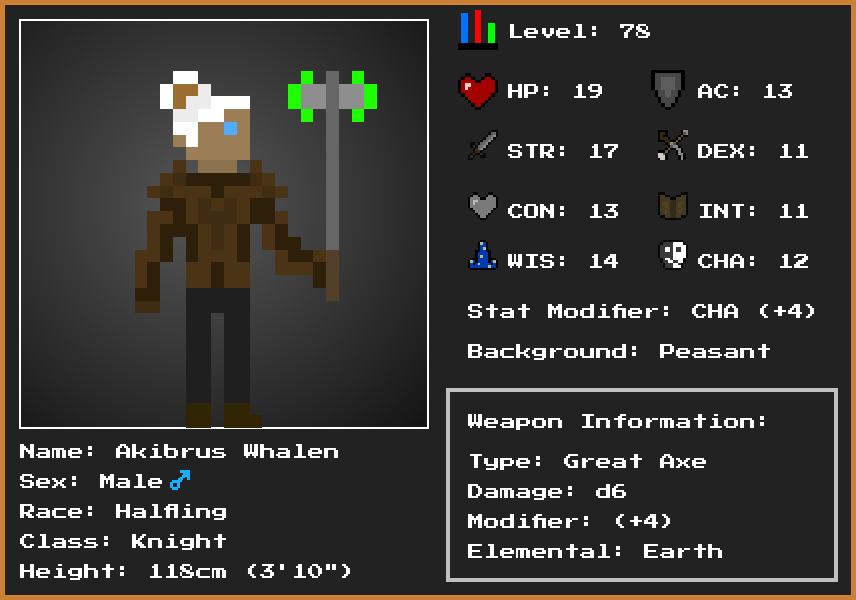 Level: 78
HP: 19 AC: 13
STR: 17 DEX: 11
CON: 13 INT: 11
WIS: 14 CHA: 12
Stat Modifier: CHA (+4)
Background: Peasant
Weapon Information:
Type: Great Axe
Damage: d6
Modifier: (+4)
Elemental: Earth
Name: Akibrus Whalen
Sex: Male♂
Race: Halfling
Class: Knight
Height: 118cm (3'10")